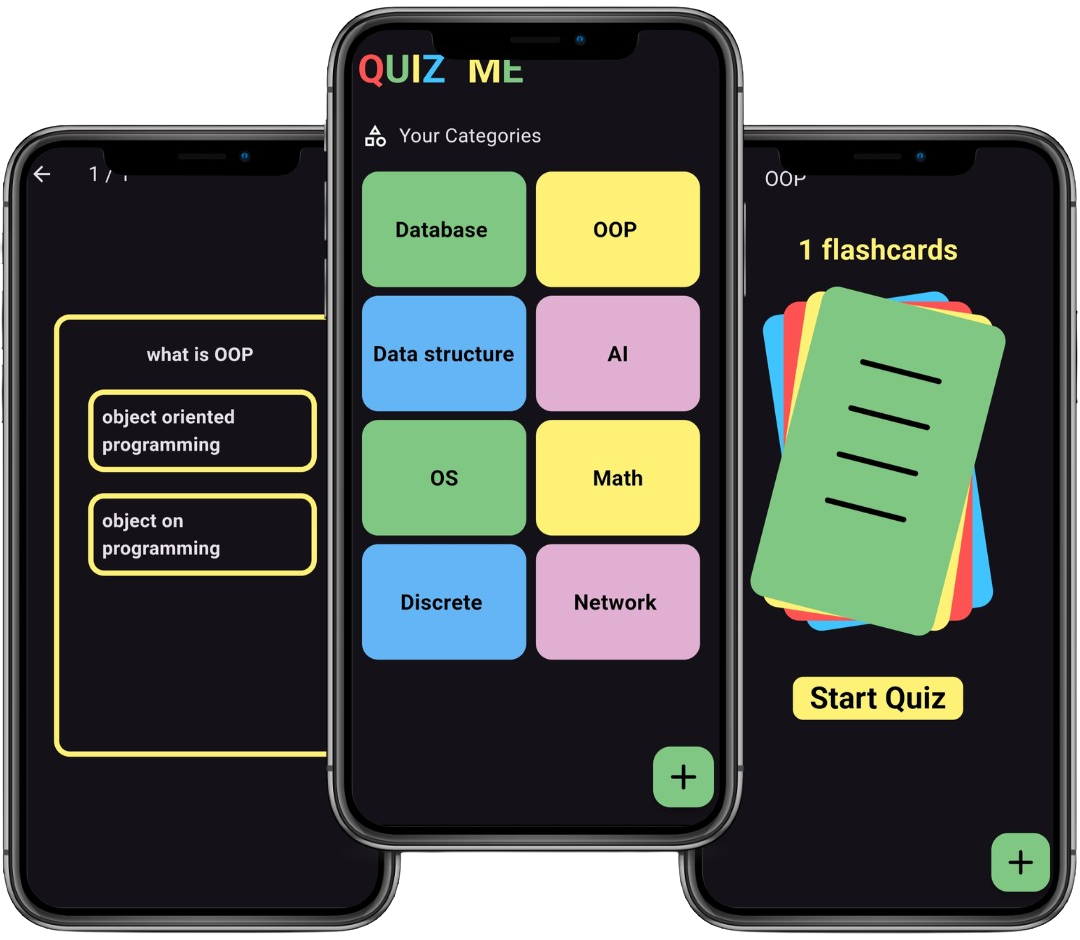 1 / 1
what is OOP
object oriented
programming
object on
programming
QUIZ ME
Your Categories
Database
OOP
Data structure
AI
OS
Math
Discrete
Network
OOP
1 flashcards
Start Quiz